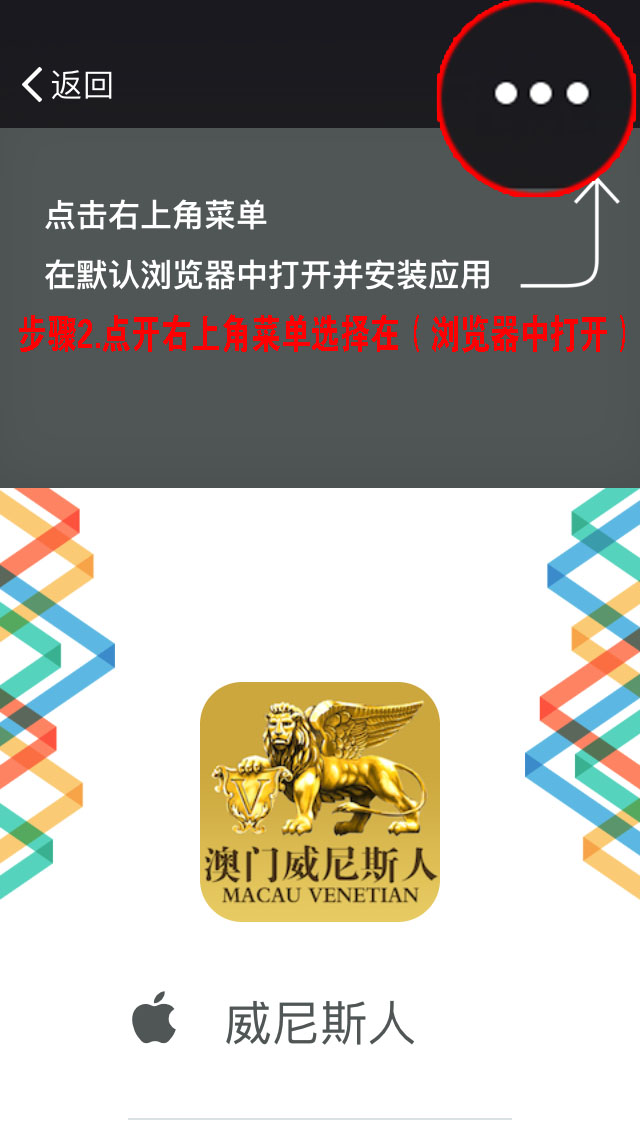 返回
点击右上角菜单
在默认浏览器中打开并安装应用
步骤2.点开右上角菜单选择在(浏览器中打开)
V
澳门威尼斯人
MACAU VENETIAN
威尼斯人